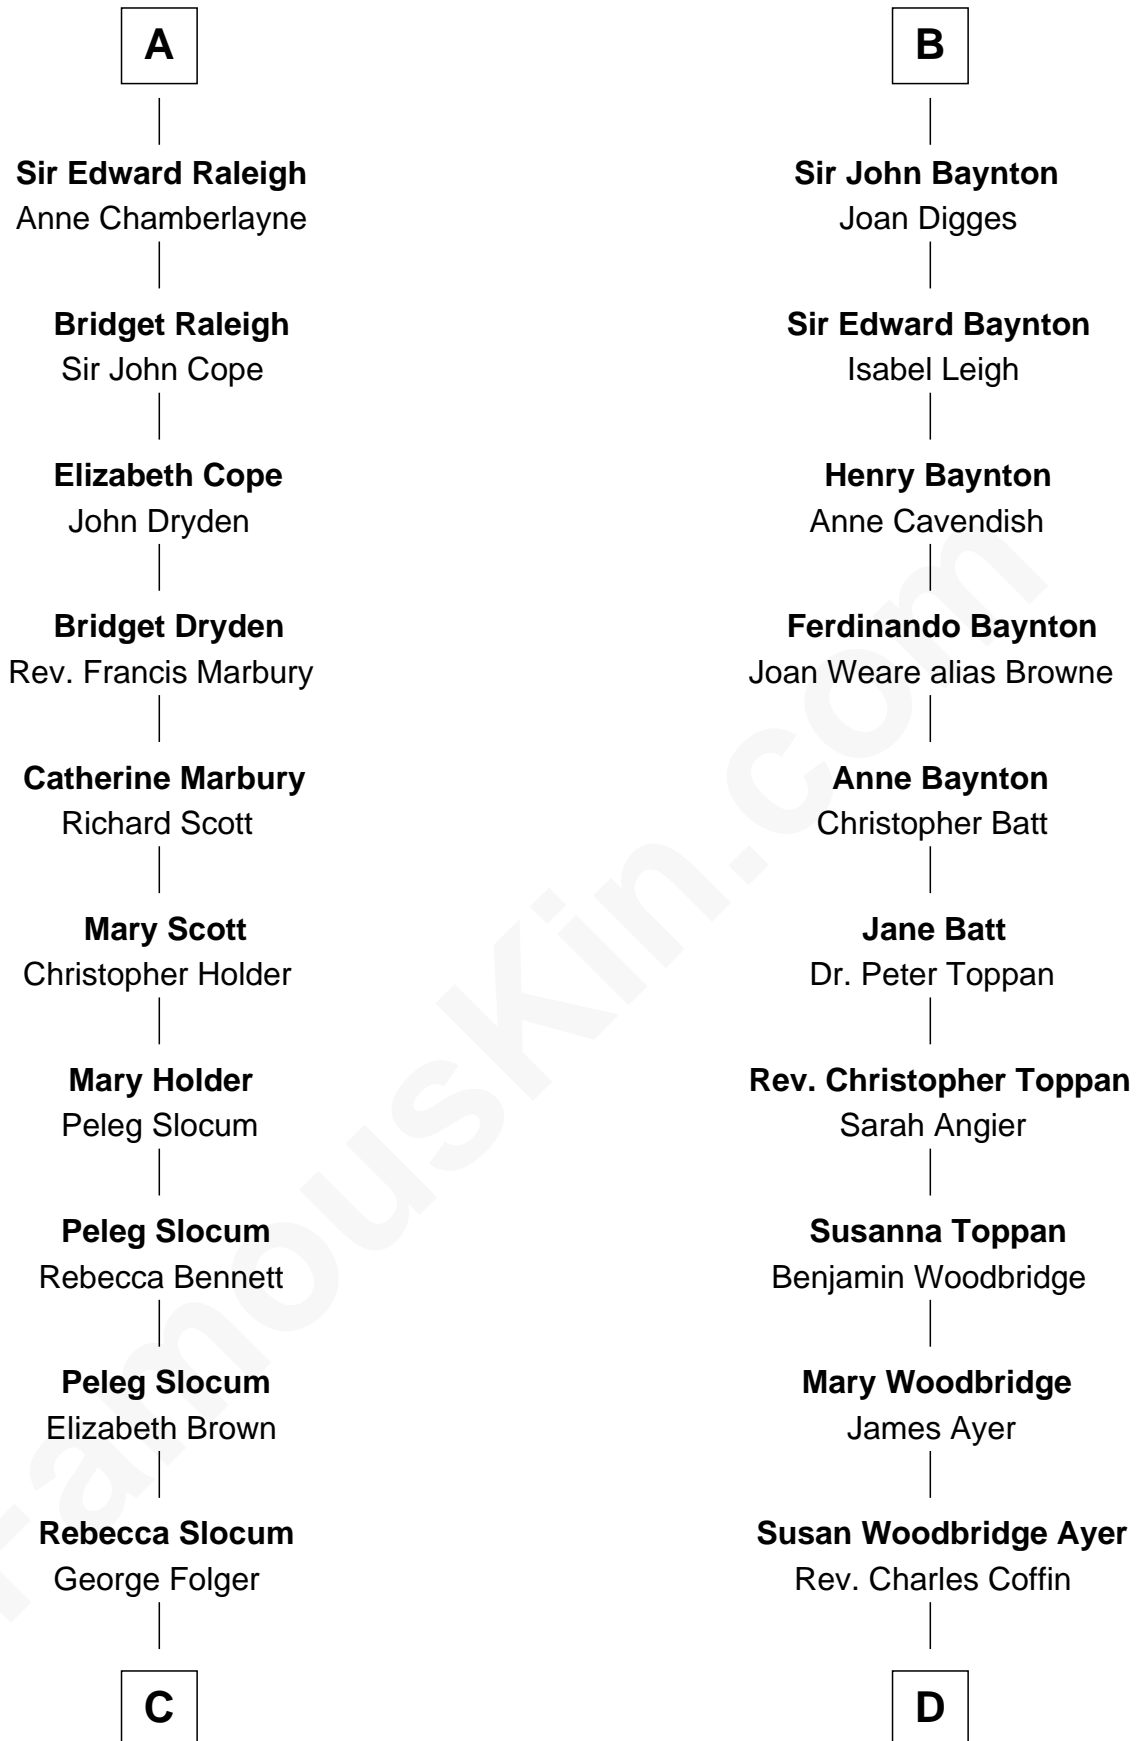 A
B
Sir Edward Raleigh
Anne Chamberlayne
Sir John Baynton
Joan Digges
Bridget Raleigh
Sir John Cope
Sir Edward Baynton
Isabel Leigh
Elizabeth Cope
John Dryden
Henry Baynton
Anne Cavendish
Bridget Dryden
Rev. Francis Marbury
Ferdinando Baynton
Joan Weare alias Browne
Catherine Marbury
Richard Scott
Anne Baynton
Christopher Batt
Mary Scott
Christopher Holder
Jane Batt
Dr. Peter Toppan
Mary Holder
Peleg Slocum
Rev. Christopher Toppan
Sarah Angier
Peleg Slocum
Rebecca Bennett
Susanna Toppan
Benjamin Woodbridge
Peleg Slocum
Elizabeth Brown
Mary Woodbridge
James Ayer
Rebecca Slocum
George Folger
Susan Woodbridge Ayer
Rev. Charles Coffin
C
D
FamousKin.com